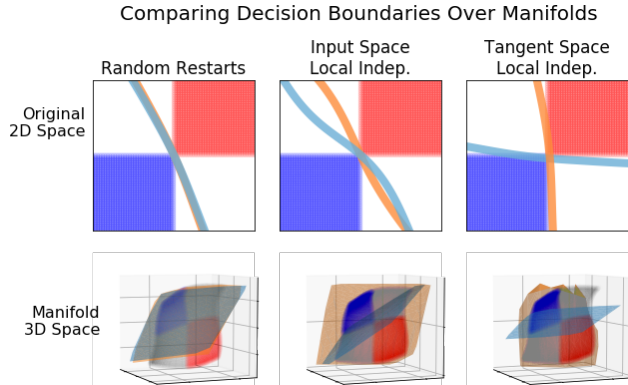 Comparing Decision Boundaries Over Manifolds
Random Restarts
Input Space
Local Indep.
Tangent Space
Local Indep.
Original
2D Space
Manifold
3D Space